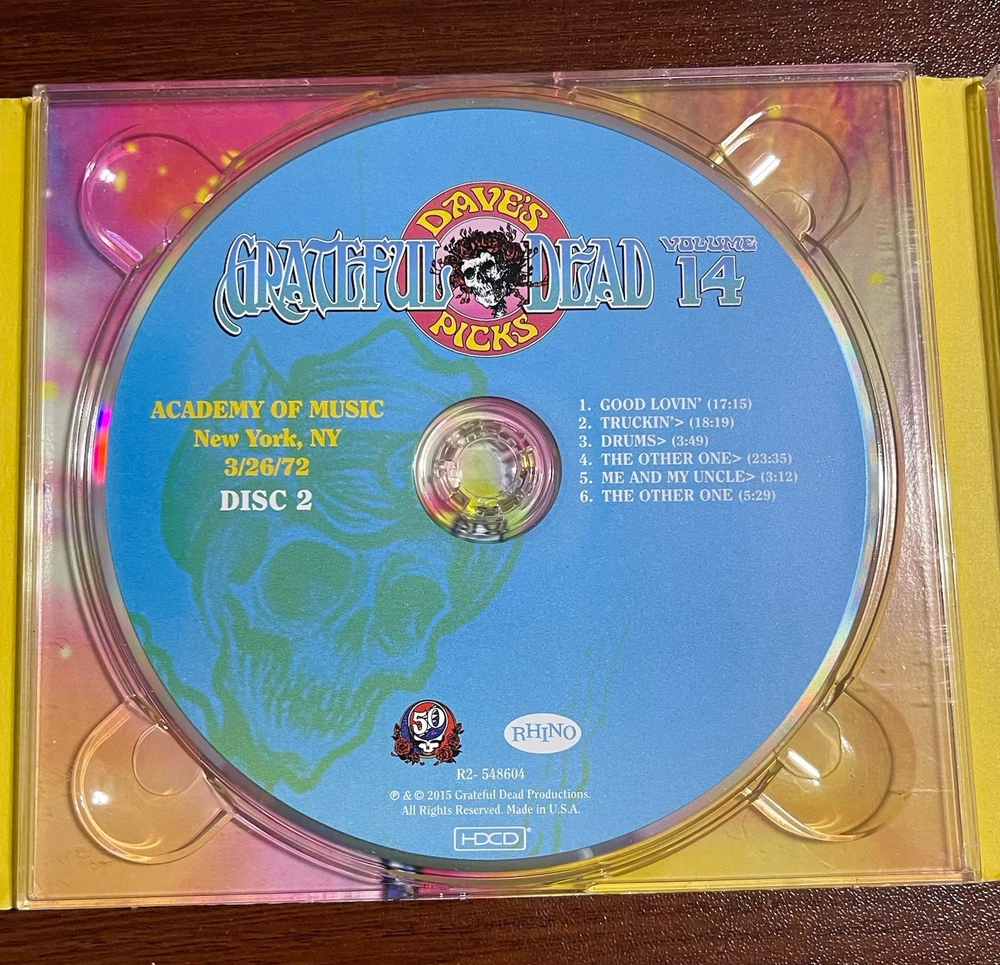 DAVE'S
GRATEFUL DEAD VOLUME
14
PICKS
ACADEMY OF MUSIC
New York, NY
3/26/72
DISC 2
1. GOOD LOVIN' (17:15)
2. TRUCKIN'> (18:19)
3. DRUMS> (3:49)
4. THE OTHER ONE> (23:35)
5. ME AND MY UNCLE> (3:12)
6. THE OTHER ONE (5:29)
50
RHINO
R2- 548604
℗ & © 2015 Grateful Dead Productions.
All Rights Reserved. Made in U.S.A.
HDCD®